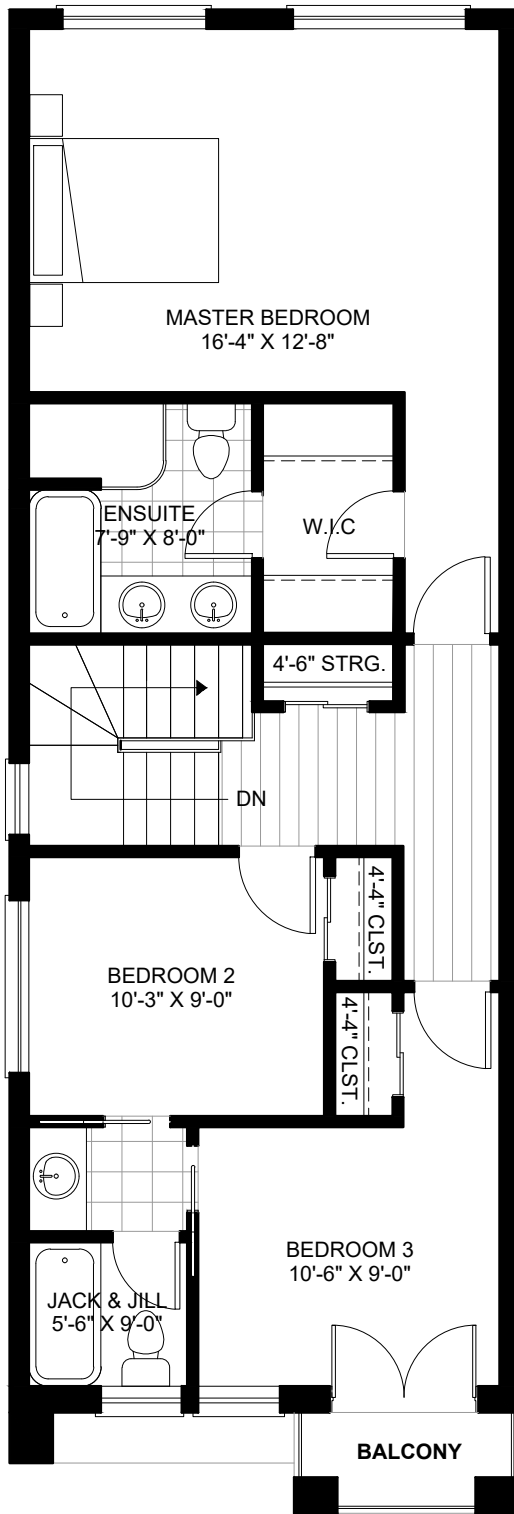 MASTER BEDROOM
16'-4" X 12'-8"
ENSUITE
7'-9" X 8'-0"
W.I.C
4'-6" STRG.
DN
4'-4" CLST.
BEDROOM 2
10'-3" X 9'-0"
4'-4" CLST.
BEDROOM 3
10'-6" X 9'-0"
JACK & JILL
5'-6" X 9'-0"
BALCONY